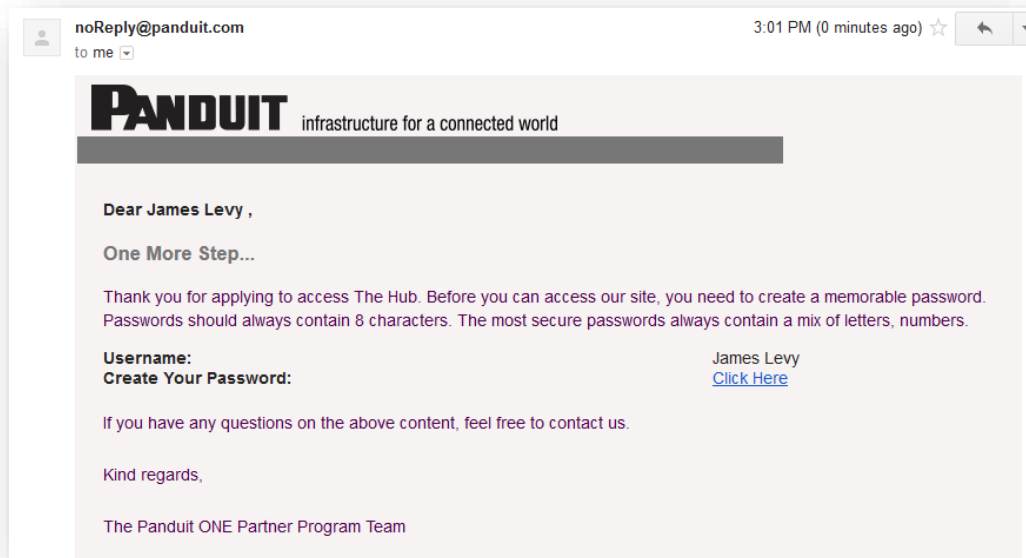 noReply@panduit.com 3:01 PM (0 minutes ago)
to me
PANDUIT infrastructure for a connected world
Dear James Levy ,
One More Step...
Thank you for applying to access The Hub. Before you can access our site, you need to create a memorable password.
Passwords should always contain 8 characters. The most secure passwords always contain a mix of letters, numbers.
Username: James Levy
Create Your Password: Click Here
If you have any questions on the above content, feel free to contact us.
Kind regards,
The Panduit ONE Partner Program Team